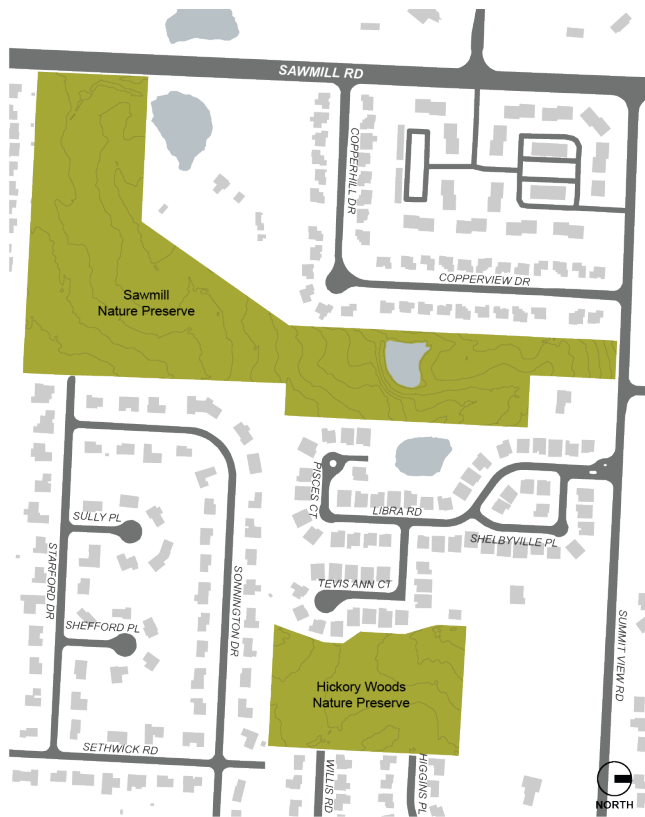 SAWMILL RD
COPPERHILL DR
COPPERVIEW DR
Sawmill
Nature Preserve
PISCES CT
LIBRA RD
SHELBYVILLE PL
SULLY PL
STARFORD DR
SONNINGTON DR
TEVIS ANN CT
SHEFFORD PL
SUMMIT VIEW RD
Hickory Woods
Nature Preserve
SETHWICK RD
WILLIS RD
HIGGINS PL
NORTH